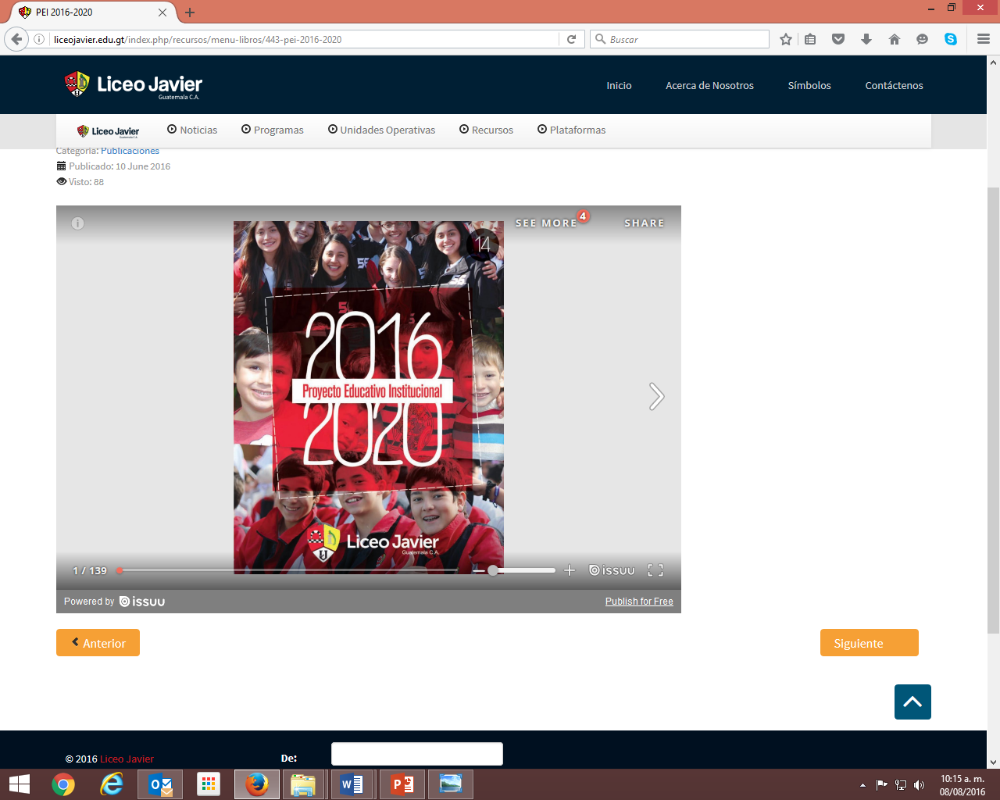 PEI 2016-2020
liceojavier.edu.gt/index.php/recursos/menu-libros/443-pei-2016-2020
Buscar
Liceo Javier
Guatemala C.A.
Inicio
Acerca de Nosotros
Símbolos
Contáctenos
Liceo Javier
Guatemala C.A.
Noticias
Programas
Unidades Operativas
Recursos
Plataformas
Categoría: Publicaciones
Publicado: 10 June 2016
Visto: 88
SEE MORE 4
SHARE
14
56
56
2016
Proyecto Educativo Institucional
2020
Liceo Javier
Guatemala C.A.
1 / 139
issuu
Powered by issuu
Publish for Free
Anterior
Siguiente
© 2016 Liceo Javier
De:
10:15 a. m.
08/08/2016